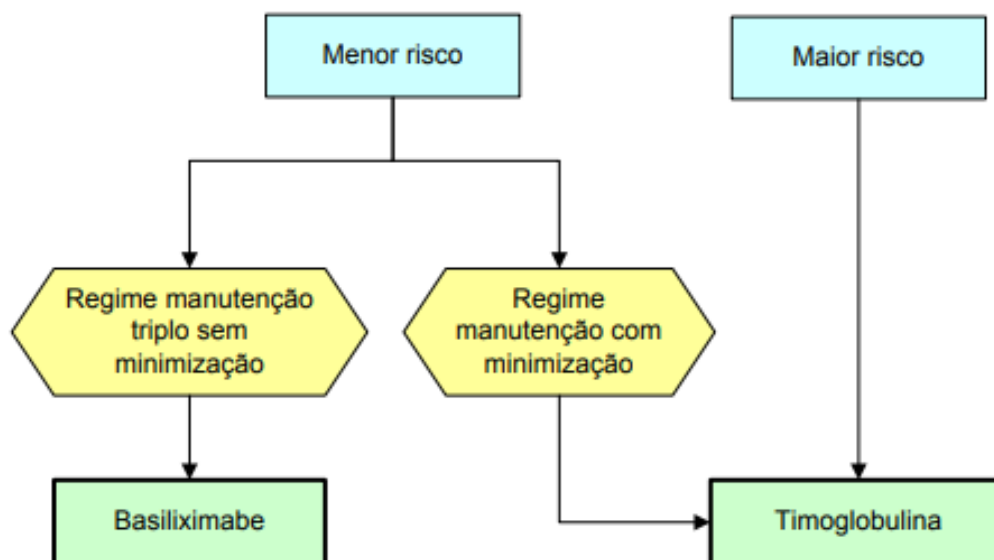 Menor risco
Maior risco
Regime manutenção
triplo sem
minimização
Regime
manutenção com
minimização
Basiliximabe
Timoglobulina